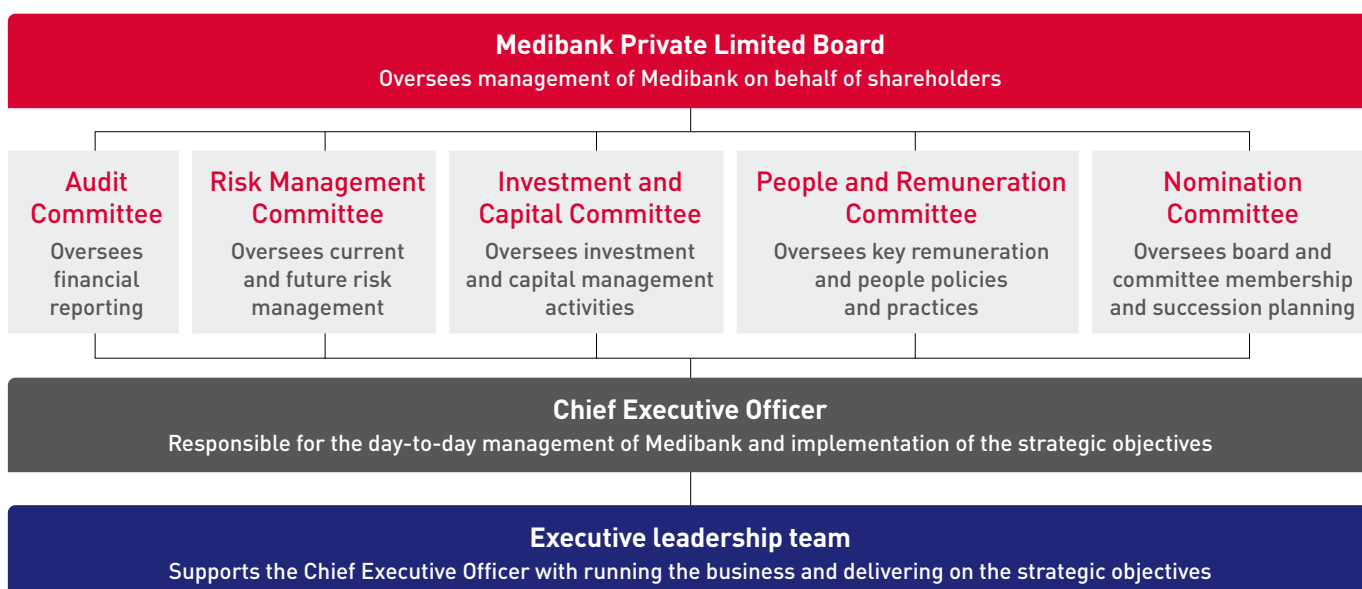 Medibank Private Limited Board
Oversees management of Medibank on behalf of shareholders
Audit
Committee
Oversees
financial
reporting
Risk Management
Committee
Oversees current
and future risk
management
Investment and
Capital Committee
Oversees investment
and capital management
activities
People and Remuneration
Committee
Oversees key remuneration
and people policies
and practices
Nomination
Committee
Oversees board and
committee membership
and succession planning
Chief Executive Officer
Responsible for the day-to-day management of Medibank and implementation of the strategic objectives
Executive leadership team
Supports the Chief Executive Officer with running the business and delivering on the strategic objectives